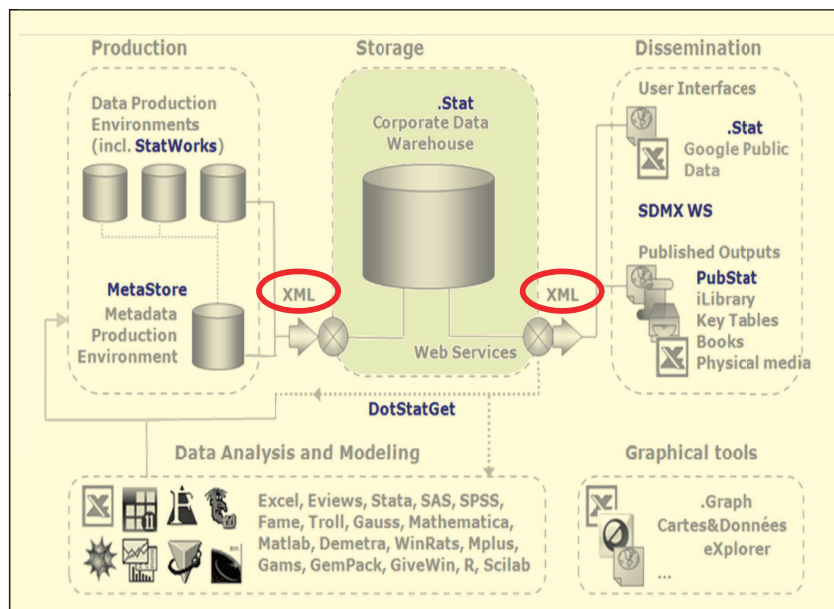 Production
Storage
Dissemination
Data Production
Environments
(incl. StatWorks)
MetaStore
Metadata
Production
Environment
XML
.Stat
Corporate Data
Warehouse
Web Services
XML
User Interfaces
.Stat
Google Public
Data
SDMX WS
Published Outputs
PubStat
iLibrary
Key Tables
Books
Physical media
DotStatGet
Data Analysis and Modeling
Excel, Eviews, Stata, SAS, SPSS,
Fame, Troll, Gauss, Mathematica,
Matlab, Demetra, WinRats, Mplus,
Gams, GemPack, GiveWin, R, Scilab
Graphical tools
.Graph
Cartes&Données
eXplorer
...